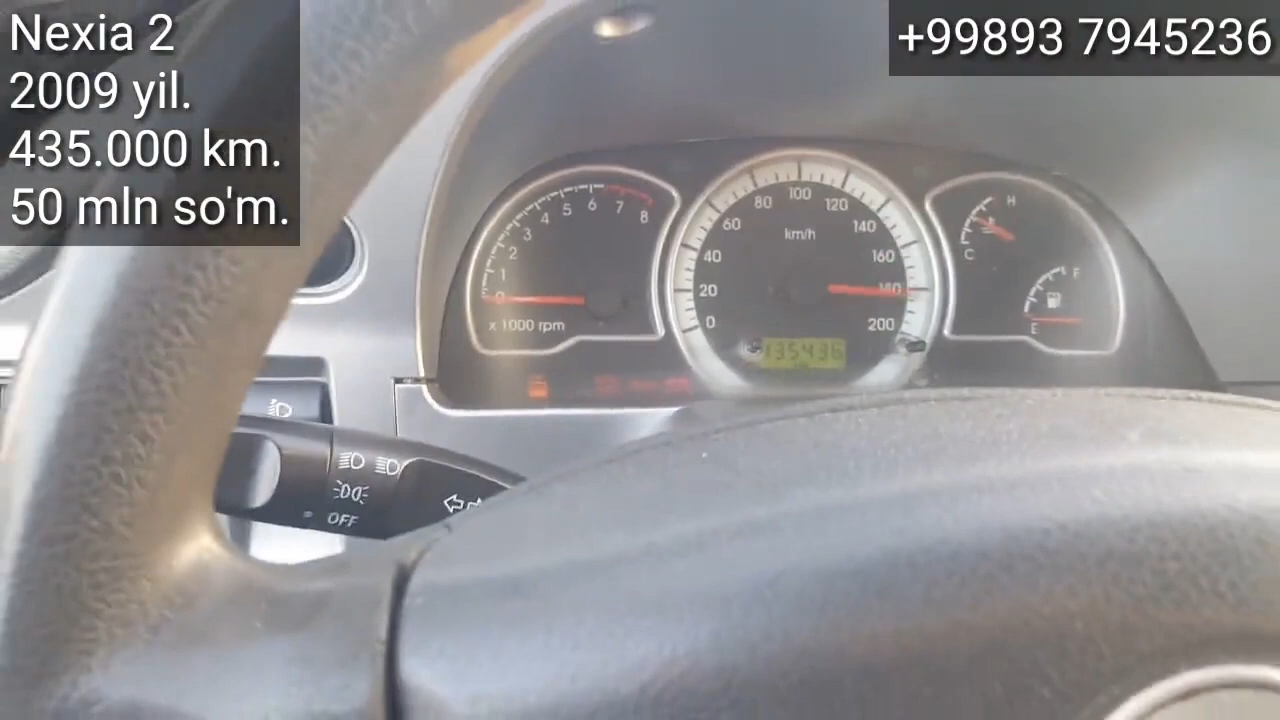 Nexia 2
2009 yil.
435.000 km.
50 mln so'm.
+99893 7945236
0
1
2
3
4
5
6
7
8
x 1000 rpm
0
20
40
60
80
100
120
140
160
180
200
km/h
H
C
F
E
OFF